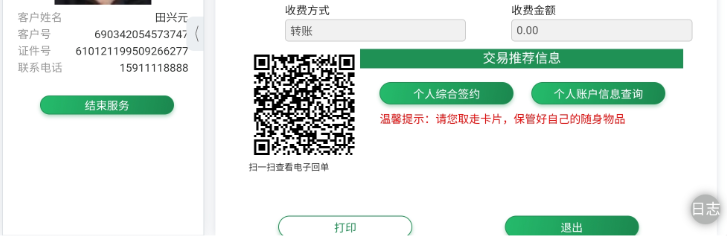 客户姓名 田兴元
客户号 690342054573747
证件号 610121199509266277
联系电话 15911118888
结束服务
收费方式 收费金额
转账 0.00
交易推荐信息
个人综合签约 个人账户信息查询
温馨提示：请您取走卡片，保管好自己的随身物品
扫一扫查看电子回单
打印 退出
日志